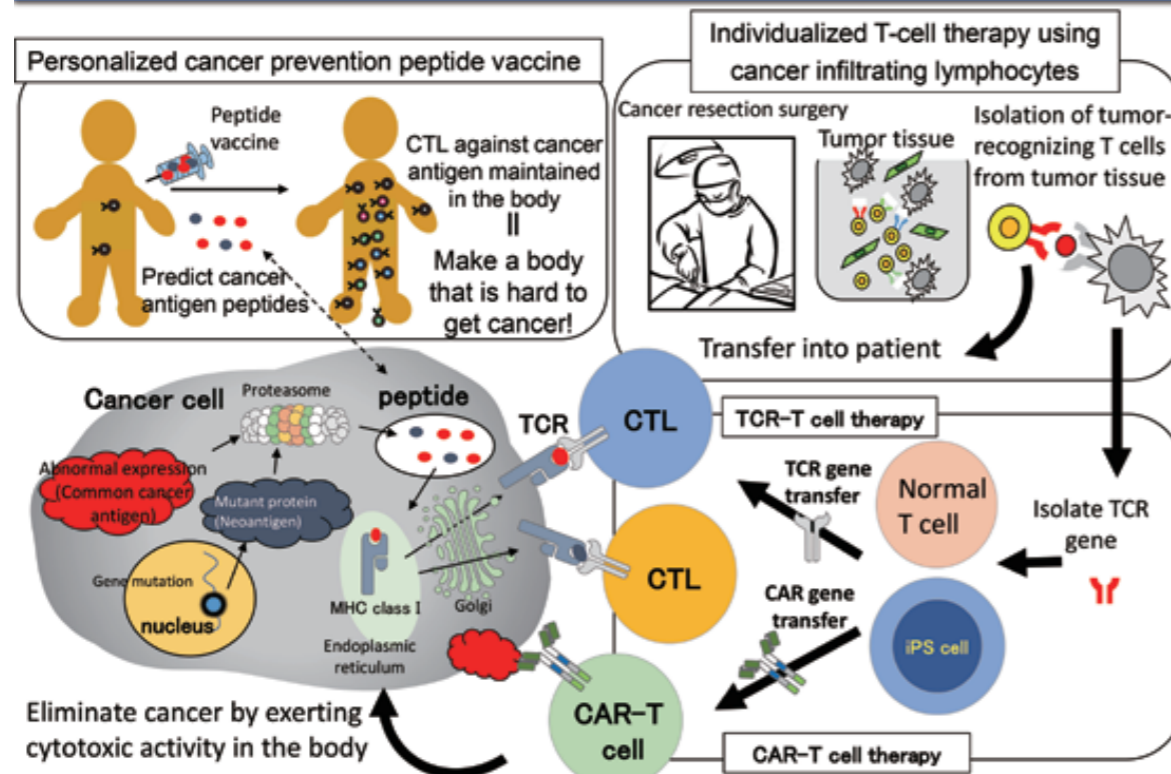 Personalized cancer prevention peptide vaccine
Peptide
vaccine
CTL against cancer
antigen maintained
in the body
=
Make a body
that is hard to
get cancer!
Predict cancer
antigen peptides
Individualized T-cell therapy using
cancer infiltrating lymphocytes
Cancer resection surgery
Tumor tissue
Isolation of tumor-
recognizing T cells
from tumor tissue
Transfer into patient
Cancer cell
Proteasome
peptide
Abnormal expression
(Common cancer
antigen)
Mutant protein
(Neoantigen)
Gene mutation
nucleus
MHC class I
Golgi
Endoplasmic
reticulum
TCR
CTL
CTL
CAR-T
cell
Eliminate cancer by exerting
cytotoxic activity in the body
TCR-T cell therapy
TCR gene
transfer
Normal
T cell
Isolate TCR
gene
CAR gene
transfer
iPS cell
CAR-T cell therapy